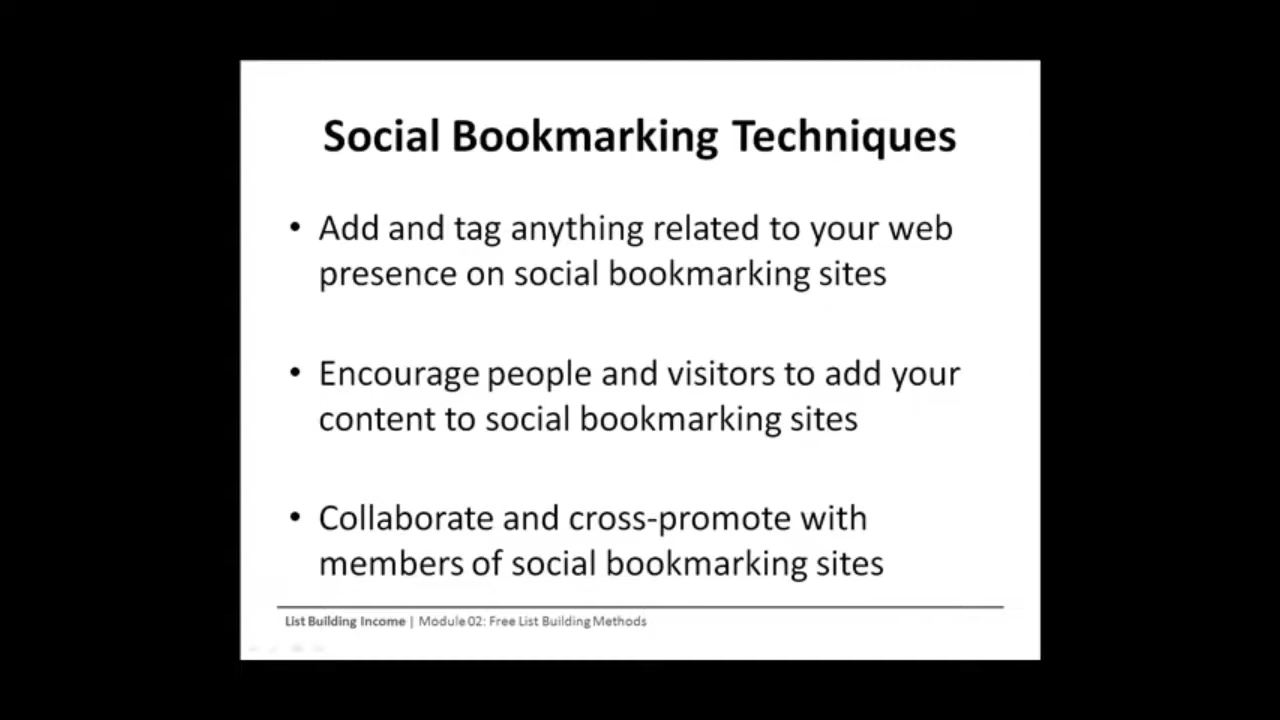 Social Bookmarking Techniques
• Add and tag anything related to your web
presence on social bookmarking sites
• Encourage people and visitors to add your
content to social bookmarking sites
• Collaborate and cross-promote with
members of social bookmarking sites
List Building Income | Module 02: Free List Building Methods